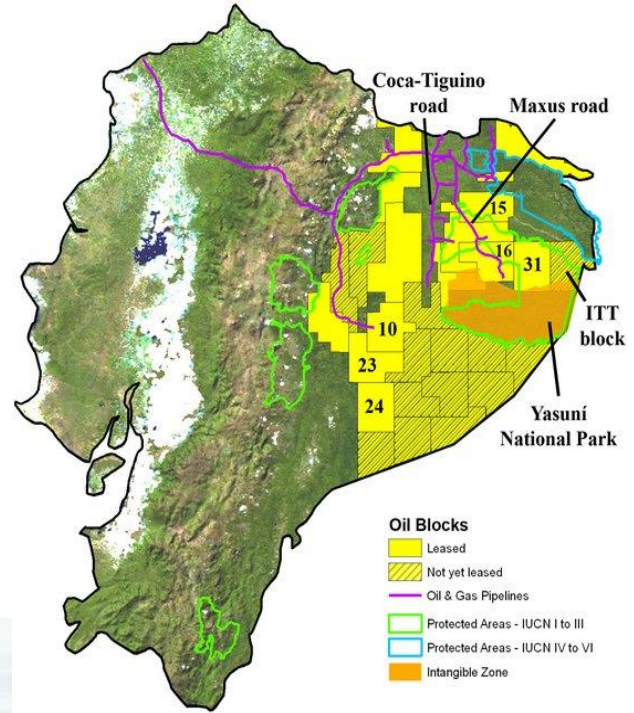 Coca-Tiguino
road
Maxus road
15
16
31
ITT
block
10
23
24
Yasuní
National Park
Oil Blocks
Leased
Not yet leased
Oil & Gas Pipelines
Protected Areas - IUCN I to III
Protected Areas - IUCN IV to VI
Intangible Zone